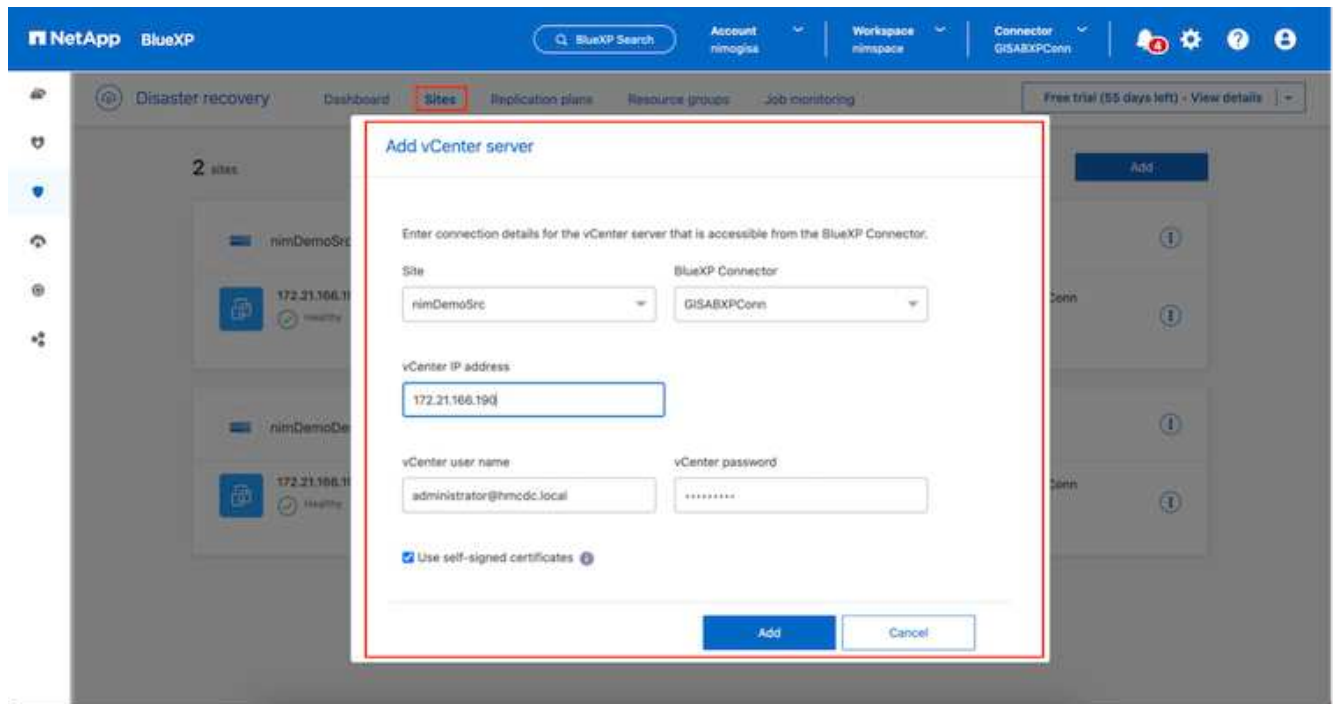 NetApp BlueXP
BlueXP Search
Account
nimogisa
Workspace
nimspace
Connector
GISABXPConn
4
Disaster recovery
Dashboard
Sites
Replication plans
Resource groups
Job monitoring
Free trial (55 days left) - View details
2 sites
Add
Add vCenter server
Enter connection details for the vCenter server that is accessible from the BlueXP Connector.
Site
BlueXP Connector
nimDemoSrc
GISABXPConn
vCenter IP address
172.21.166.190
vCenter user name
vCenter password
administrator@hmcdc.local
Use self-signed certificates
Add
Cancel
nimDemoSrc
172.21.166.1
Healthy
Conn
nimDemoDe
172.21.166.1
Healthy
Conn